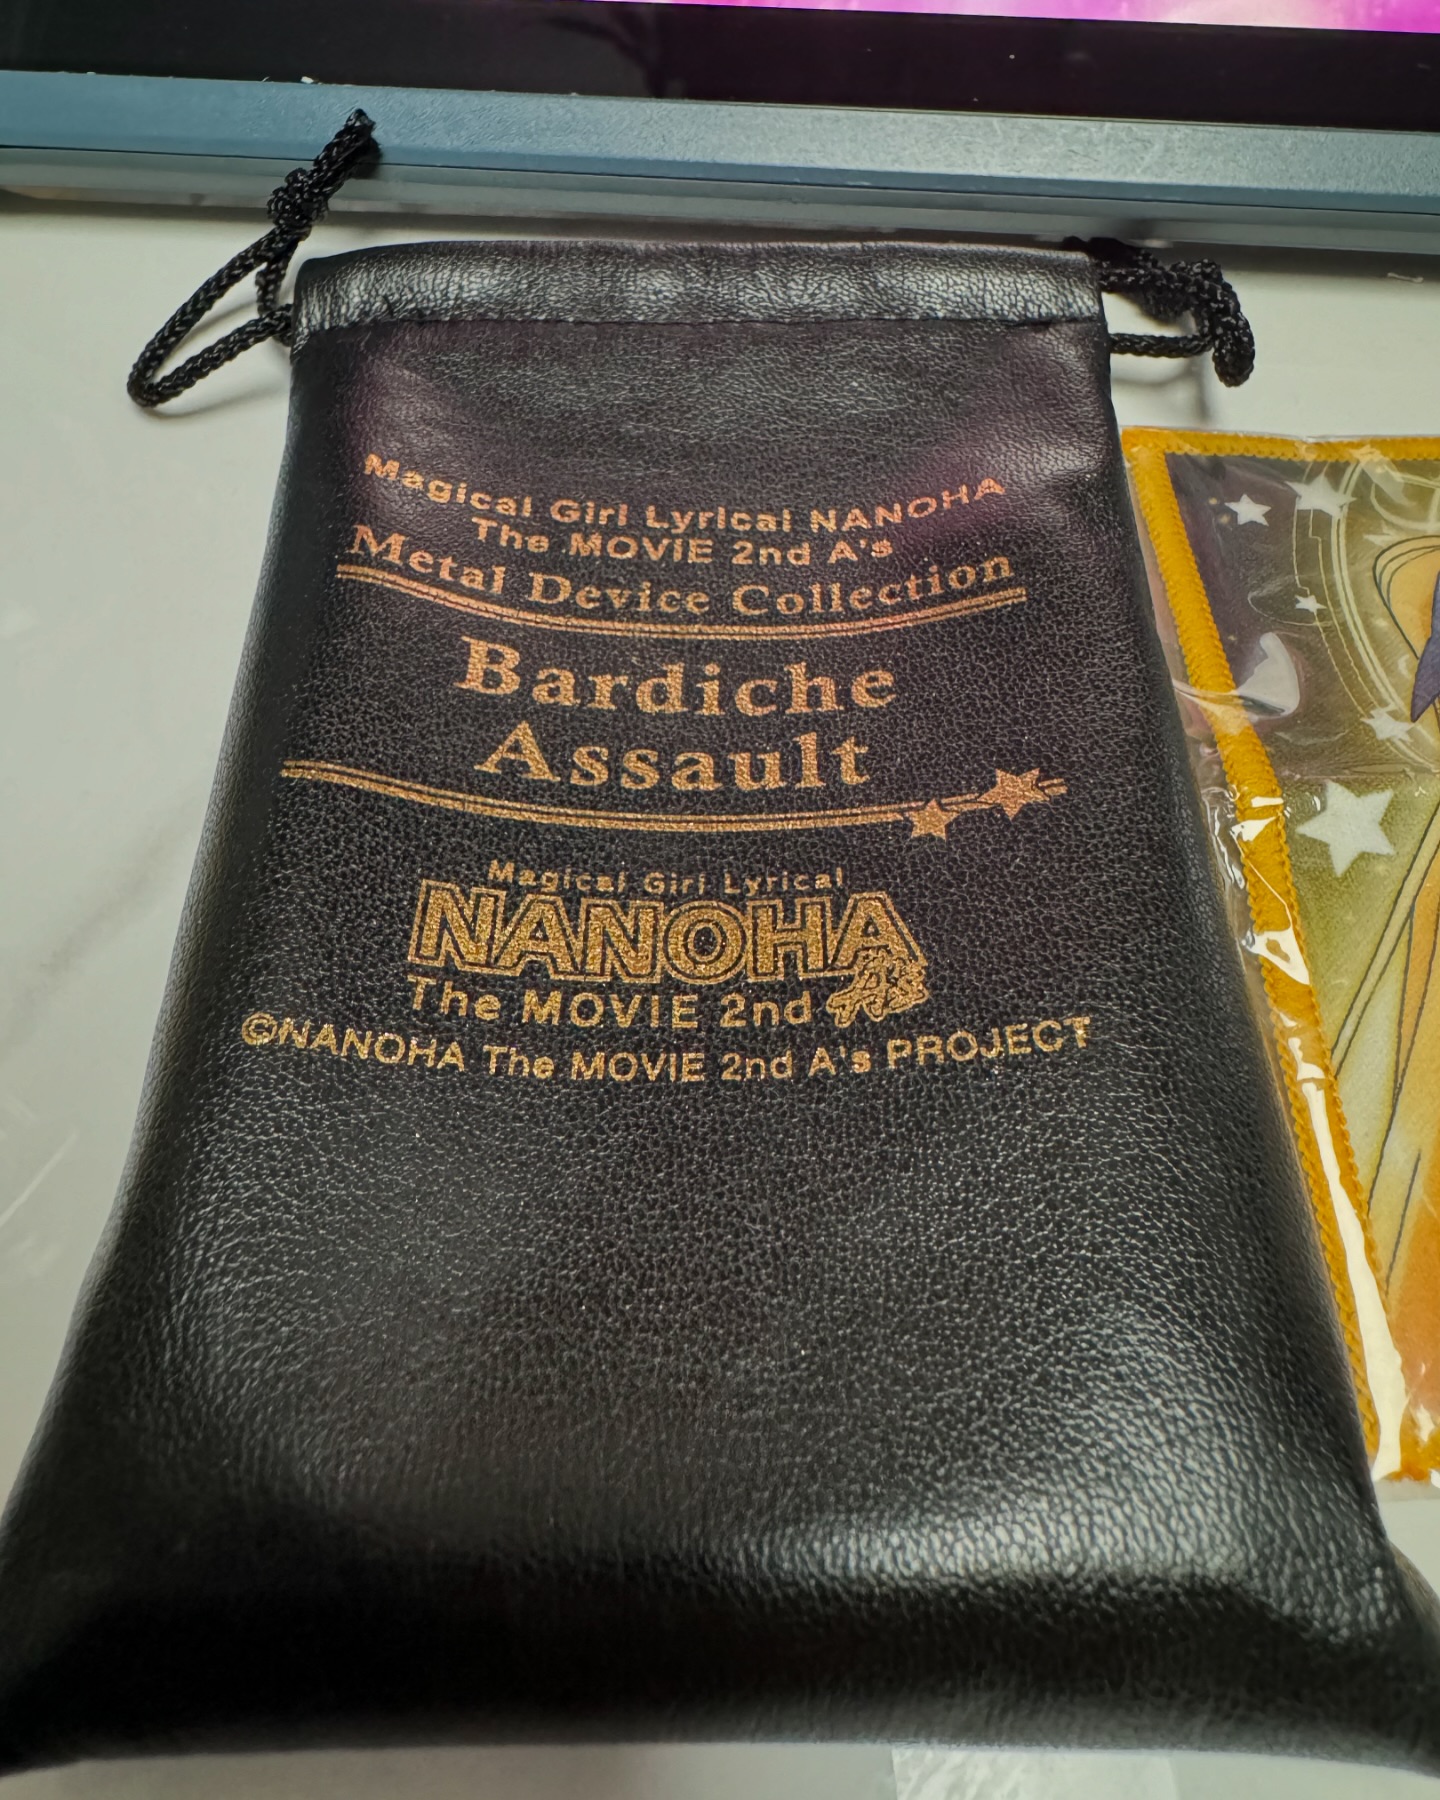 Magical Girl Lyrical NANOHA
The MOVIE 2nd A's
Metal Device Collection
Bardiche
Assault
Magical Girl Lyrical
NANOHA
The MOVIE 2nd A's
©NANOHA The MOVIE 2nd A's PROJECT